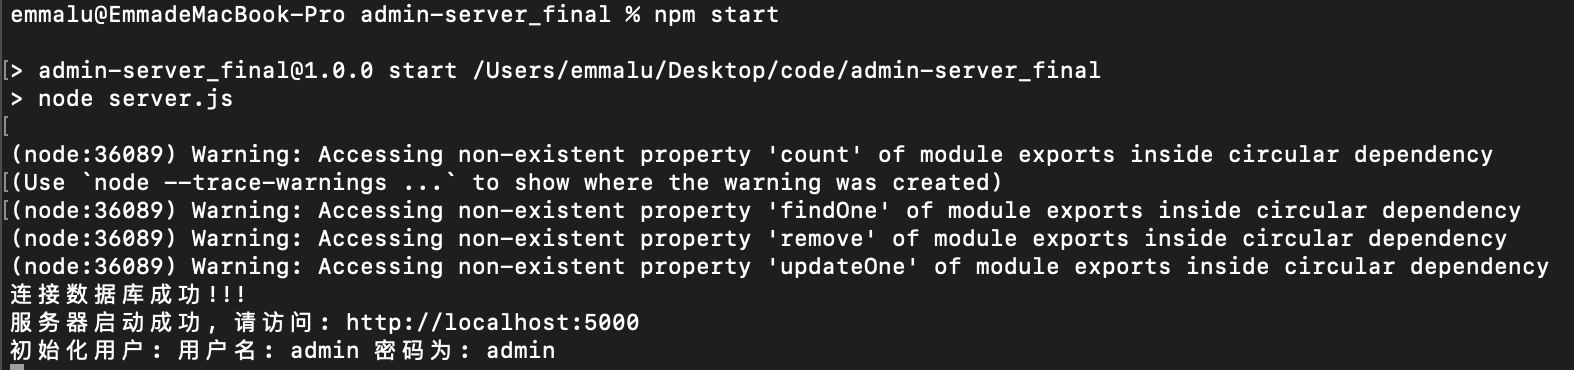 emmalu@EmmadeMacBook-Pro admin-server_final % npm start
[> admin-server_final@1.0.0 start /Users/emmalu/Desktop/code/admin-server_final
> node server.js
[
(node:36089) Warning: Accessing non-existent property 'count' of module exports inside circular dependency
[(Use `node --trace-warnings ...` to show where the warning was created)
[(node:36089) Warning: Accessing non-existent property 'findOne' of module exports inside circular dependency
(node:36089) Warning: Accessing non-existent property 'remove' of module exports inside circular dependency
(node:36089) Warning: Accessing non-existent property 'updateOne' of module exports inside circular dependency
连接数据库成功!!!
服务器启动成功, 请访问: http://localhost:5000
初始化用户: 用户名: admin 密码为: admin